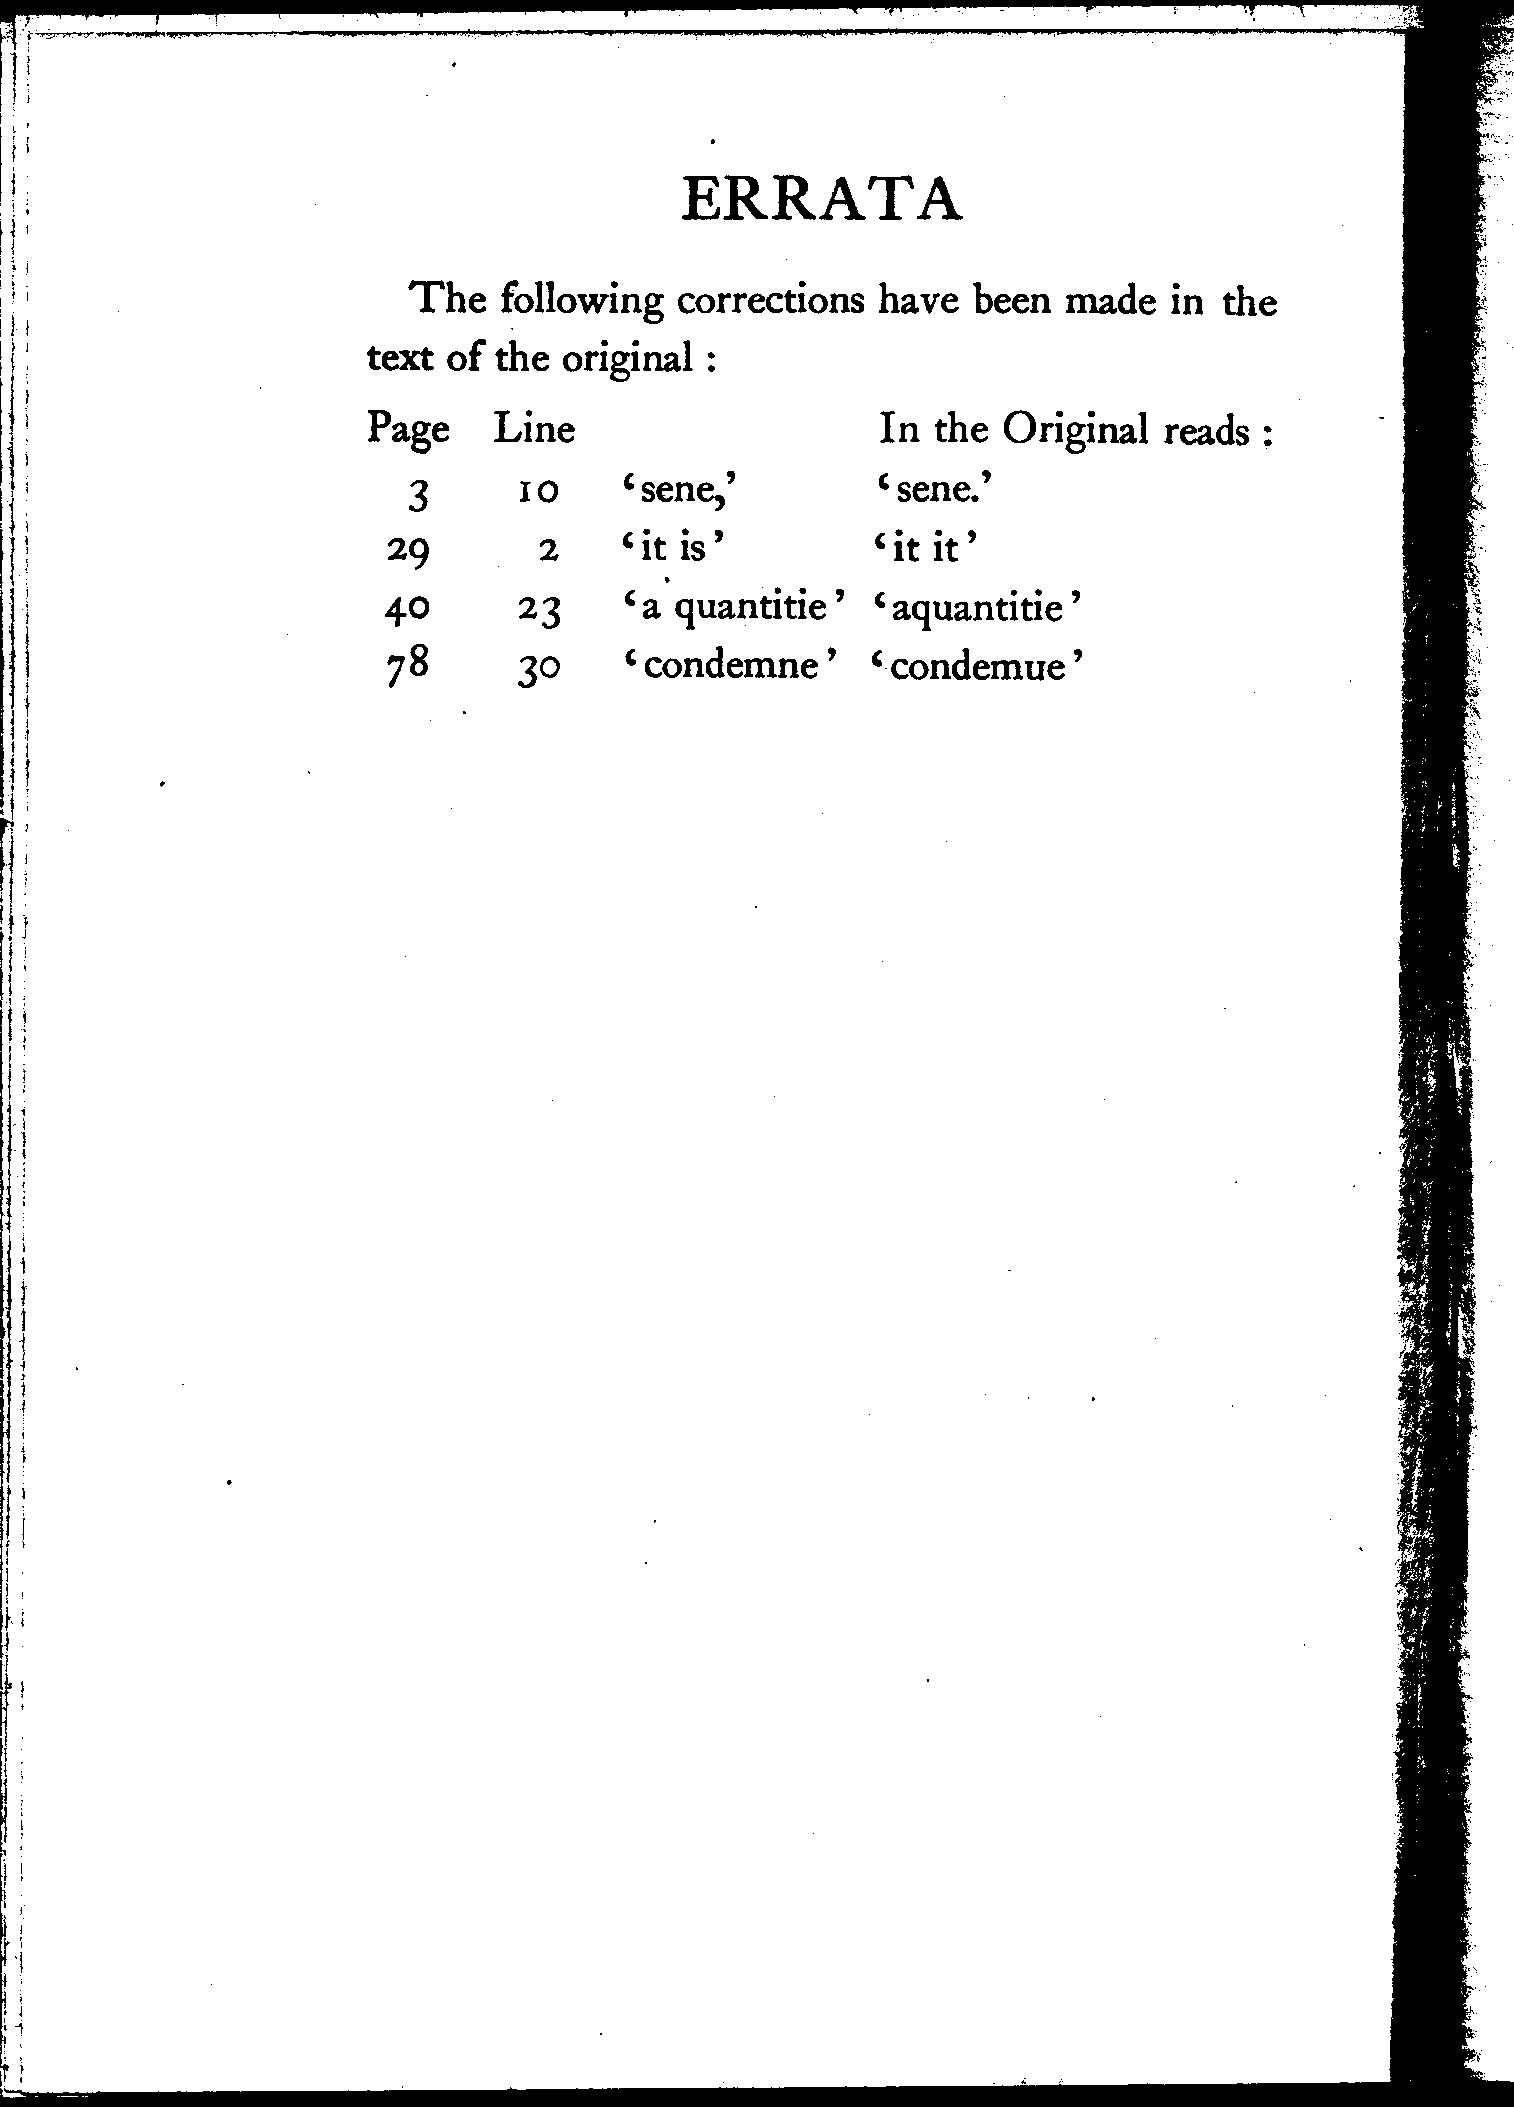 ERRATA
The following corrections have been made in the
text of the original :
Page Line In the Original reads :
3 10 ‘sene,’ ‘sene.’
29 2 ‘it is’ ‘it it’
40 23 ‘a quantitie’ ‘aquantitie’
78 30 ‘condemne’ ‘condemue’